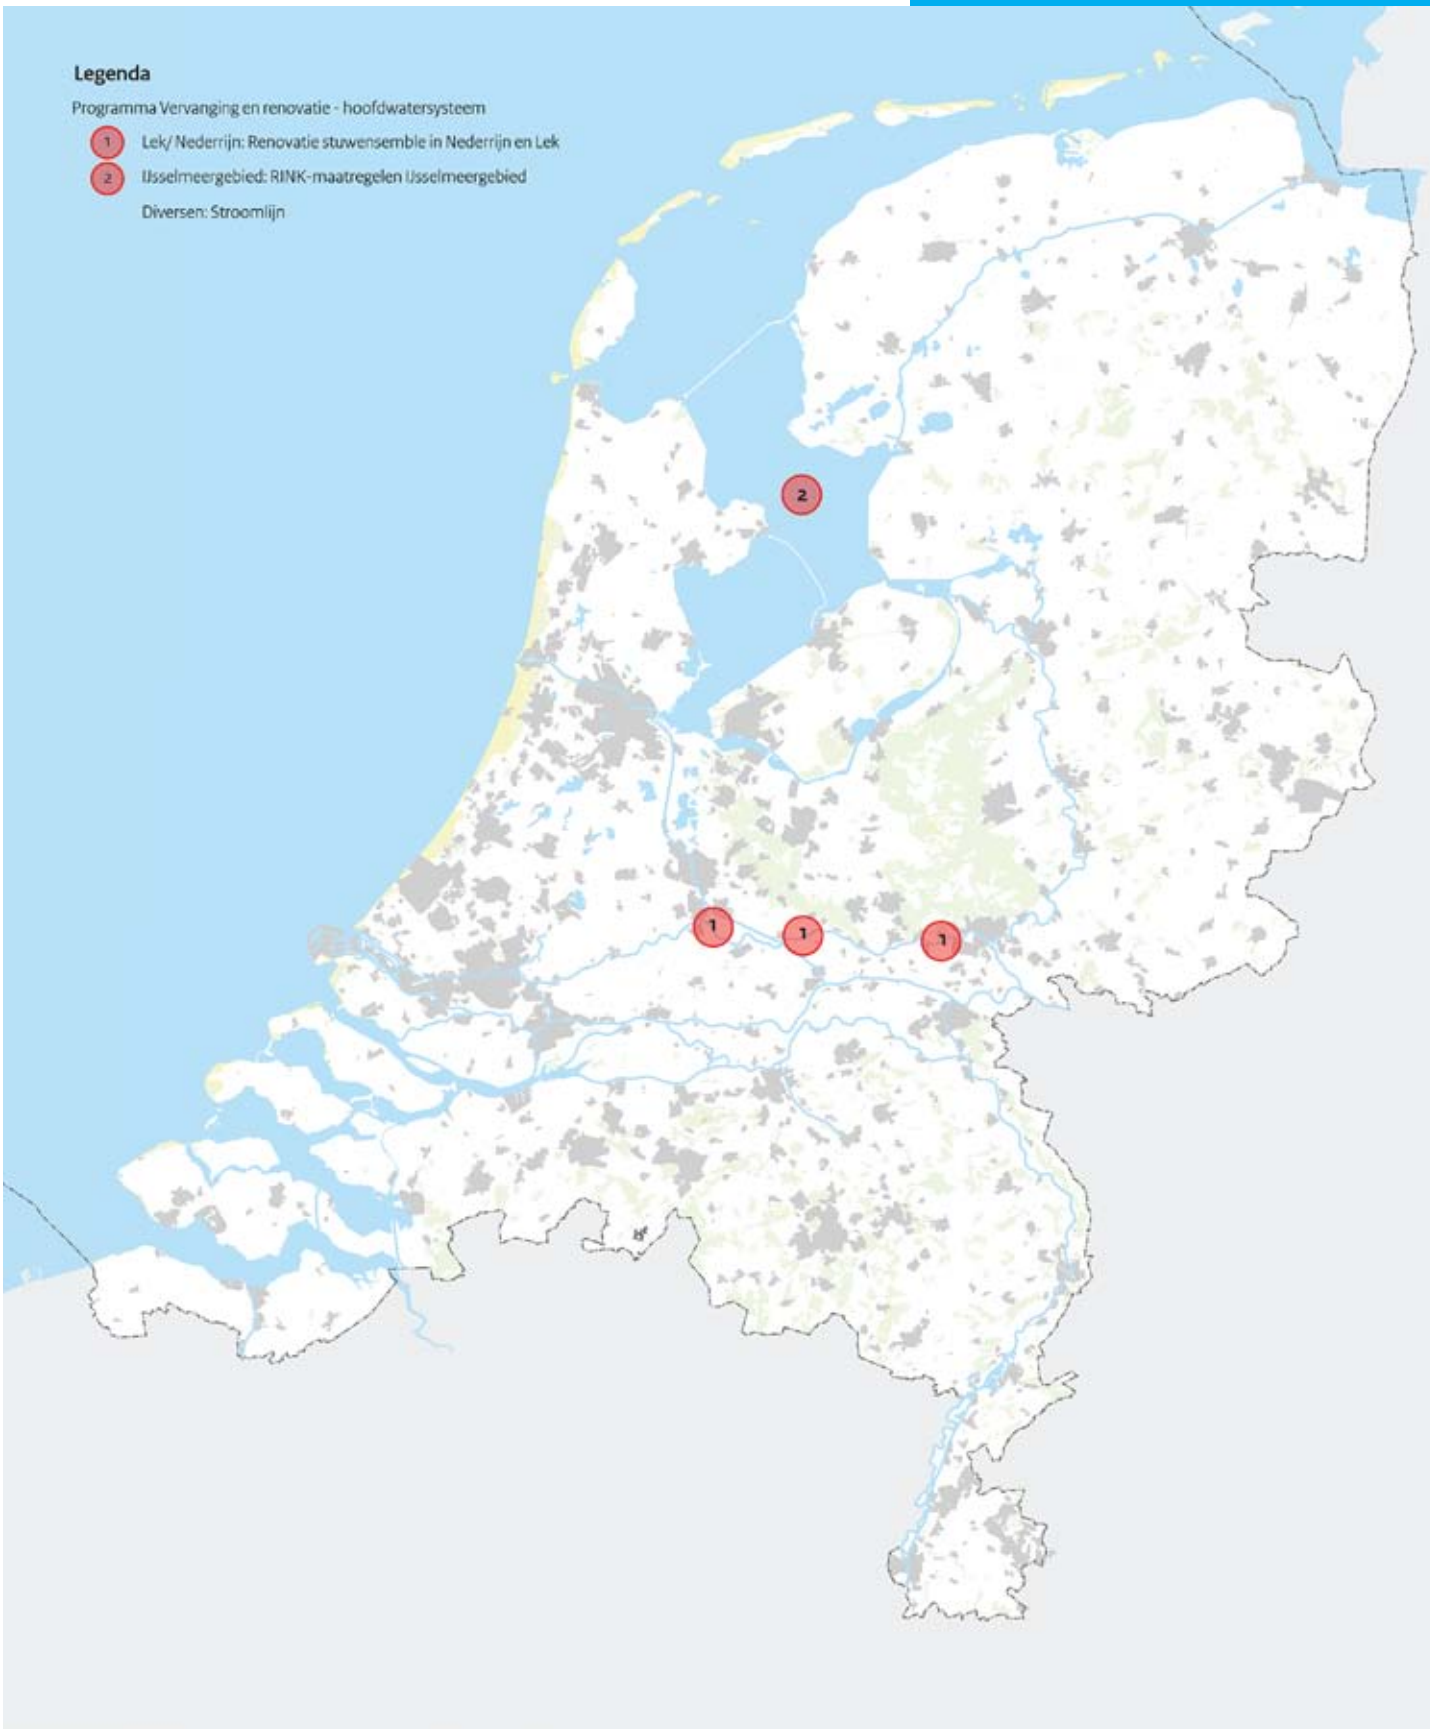 Legenda
Programma Vervanging en renovatie - hoofdwatersysteem
1 Lek/ Nederrijn: Renovatie stuwensemble in Nederrijn en Lek
2 IJsselmeergebied: RINK-maatregelen IJsselmeergebied
Diversen: Stroomlijn
2
1 1 1